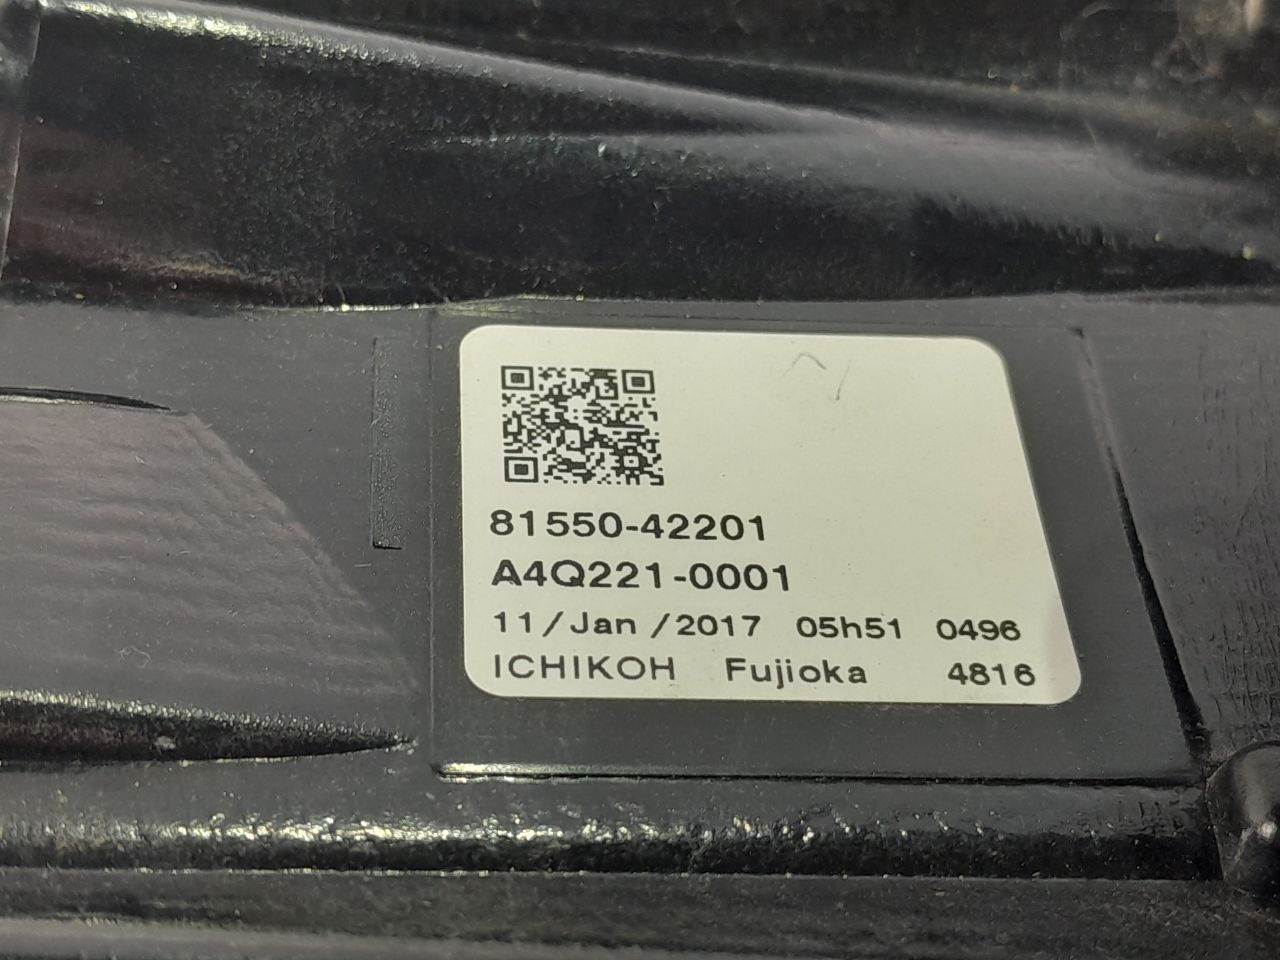 81550-42201
A4Q221-0001
11/Jan/2017 05h51 0496
ICHIKOH Fujioka 4816